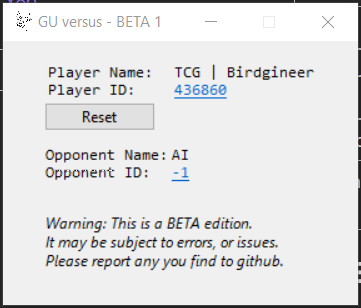 GU versus - BETA 1
Player Name: TCG | Birdgineer
Player ID: 436860
Reset
Opponent Name: AI
Opponent ID: -1
Warning: This is a BETA edition.
It may be subject to errors, or issues.
Please report any you find to github.